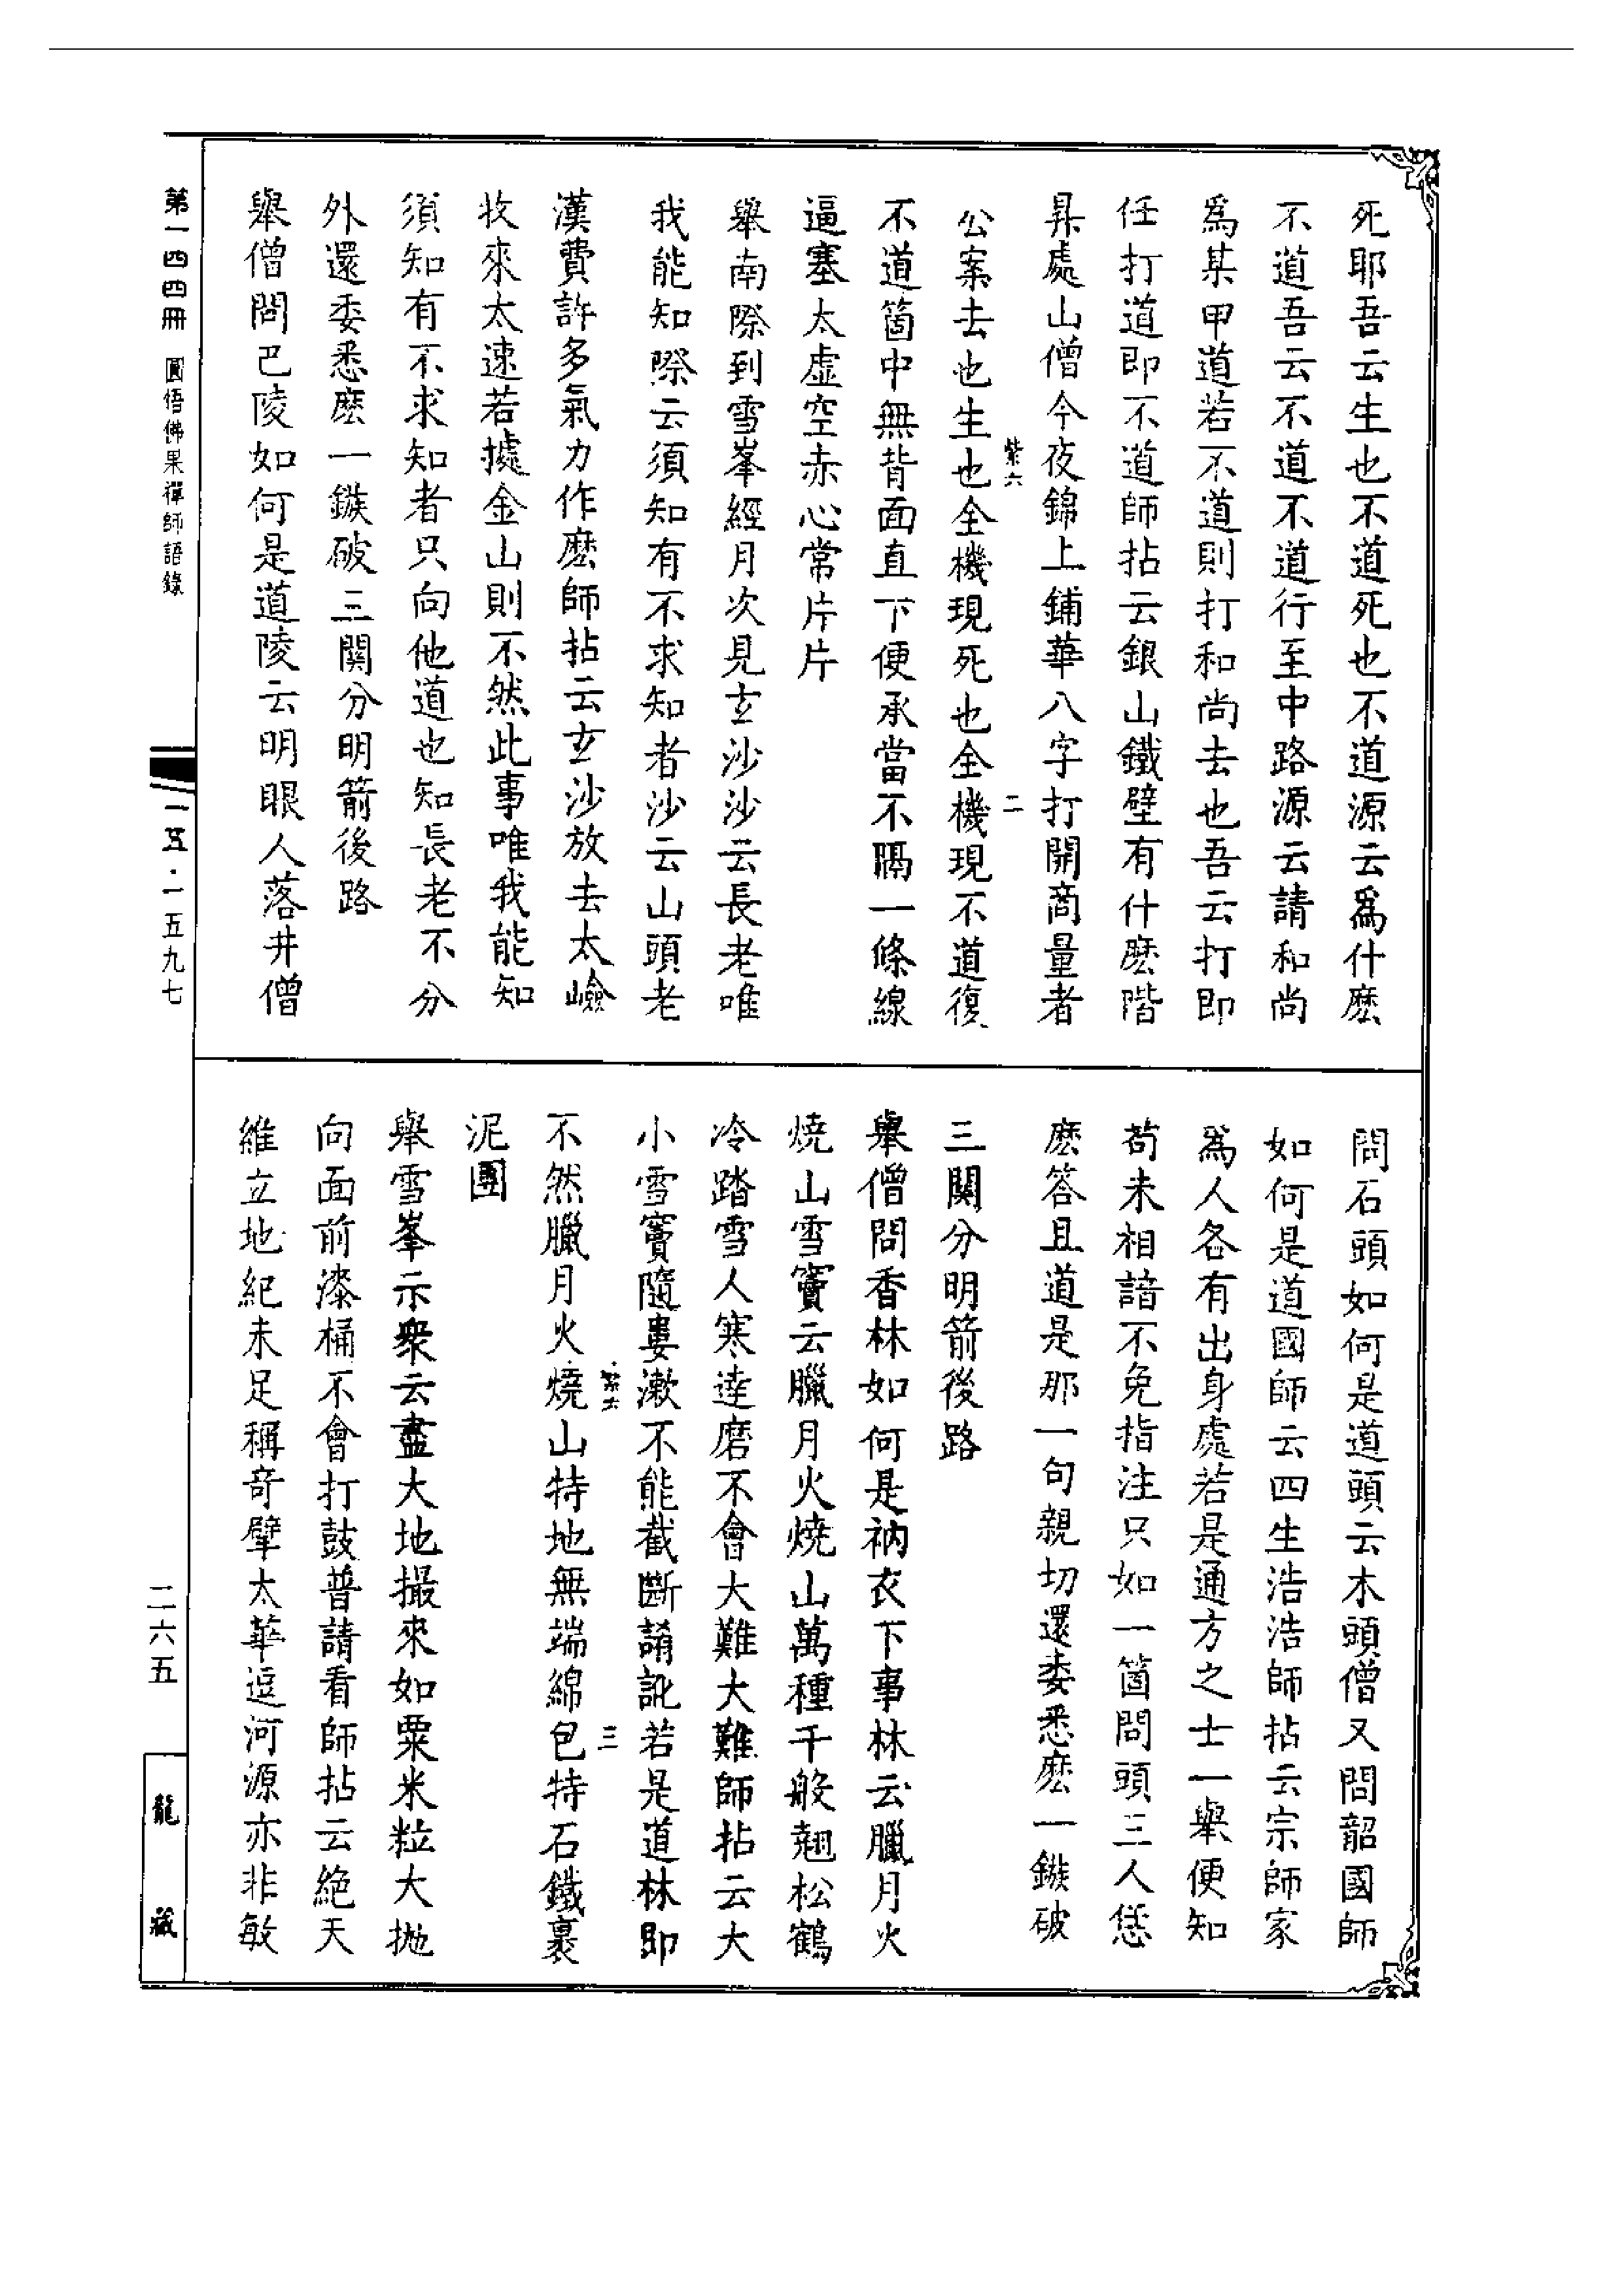 死耶吾云生也不道死也不道源云爲什麽
不道吾云不道不道行至中路源云請和尚
爲某甲道若不道則打和尚去也吾云打即
任打道即不道師拈云銀山鐵壁有什麽階
昇處山僧今夜錦上鋪華八字打開商量者
紫六
二
公案去也生也全機現死也全機現不道復
不道箇中無背面直下便承當不隔一條線
逼塞太虛空赤心常片片
舉南際到雪峯經月次見玄沙沙云長老唯
我能知際云須知有不求知者沙云山頭老
漢費許多氣力作麽師拈云玄沙放去太嶮
收來太速若據金山則不然此事唯我能知
須知有不求知者只向他道也知長老不分
外還委悉麽一鏃破三關分明箭後路
舉僧問巴陵如何是道陵云明眼人落井僧
問石頭如何是道頭云木頭僧又問韶國師
如何是道國師云四生浩浩師拈云宗師家
爲人各有出身處若是通方之士一舉便知
苟未相諳不免指注只如一箇問頭三人恁
麽答且道是那一句親切還委悉麽一鏃破
三關分明箭後路
舉僧問香林如何是衲衣下事林云臘月火
燒山雪竇云臘月火燒山萬種千般翹松鶴
冷踏雪人寒達磨不會大難大難師拈云大
小雪竇隨婁漱不能截斷誵訛若是道林即
紫六
三
不然臘月火燒山特地無端綿包特石鐵裹
泥團
舉雪峯示衆云盡大地撮來如粟米粒大拋
向面前漆桶不會打鼓普請看師拈云絕天
維立地紀未足稱奇擘太華逗河源亦非敏
第一四四冊 圓悟佛果禪師語錄
一五·一五九七
二六五
龍藏